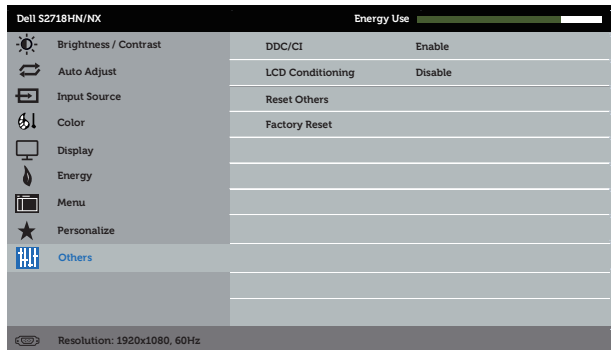 Dell S2718HN/NX Energy Use
Brightness / Contrast
Auto Adjust
Input Source
Color
Display
Energy
Menu
Personalize
Others
DDC/CI Enable
LCD Conditioning Disable
Reset Others
Factory Reset
Resolution: 1920x1080, 60Hz